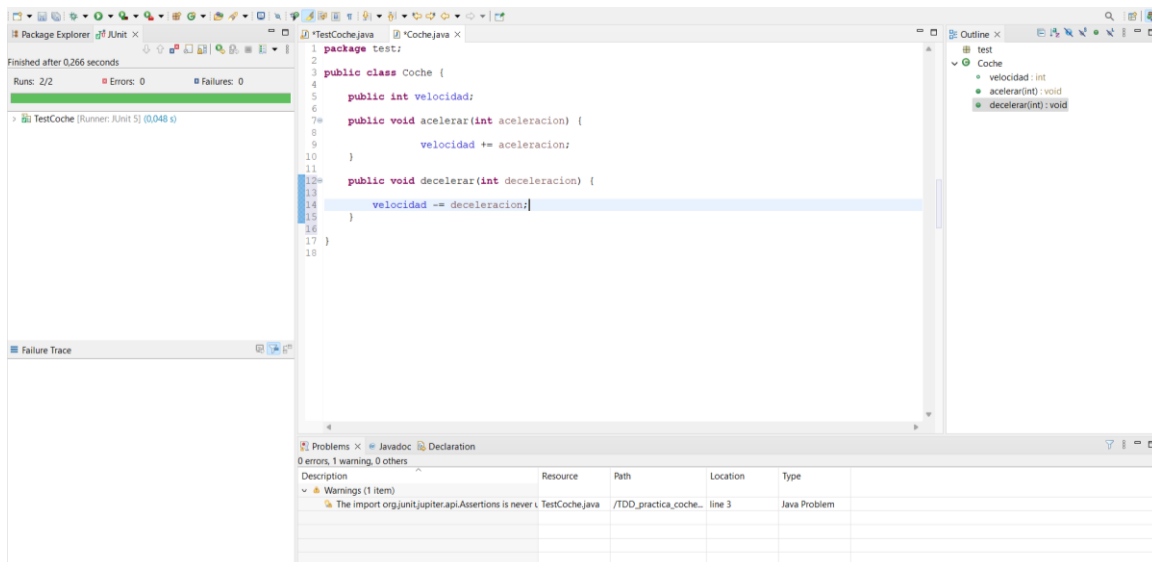 Package Explorer JUnit
Finished after 0,266 seconds
Runs: 2/2 Errors: 0 Failures: 0
TestCoche [Runner: JUnit 5] (0,048 s)
Failure Trace
*TestCoche.java *Coche.java
1 package test;
2
3 public class Coche {
4
5 public int velocidad;
6
7 public void acelerar(int aceleracion) {
8
9 velocidad += aceleracion;
10 }
11
12 public void decelerar(int deceleracion) {
13
14 velocidad -= deceleracion;
15 }
16
17 }
18
Outline
test
Coche
velocidad : int
acelerar(int) : void
decelerar(int) : void
Problems Javadoc Declaration
0 errors, 1 warning, 0 others
Description Resource Path Location Type
Warnings (1 item)
The import org.junit.jupiter.api.Assertions is never u TestCoche.java /TDD_practica_coche... line 3 Java Problem